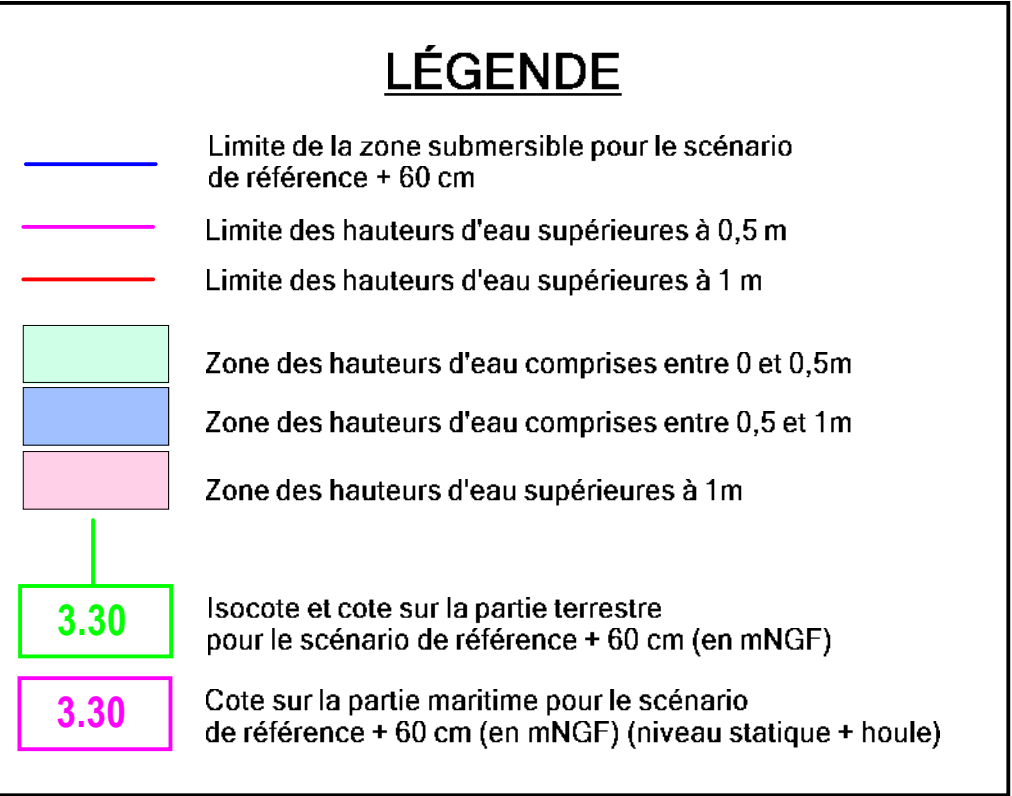 LÉGENDE
Limite de la zone submersible pour le scénario
de référence + 60 cm
Limite des hauteurs d'eau supérieures à 0,5 m
Limite des hauteurs d'eau supérieures à 1 m
Zone des hauteurs d'eau comprises entre 0 et 0,5m
Zone des hauteurs d'eau comprises entre 0,5 et 1m
Zone des hauteurs d'eau supérieures à 1m
3.30
Isocote et cote sur la partie terrestre
pour le scénario de référence + 60 cm (en mNGF)
3.30
Cote sur la partie maritime pour le scénario
de référence + 60 cm (en mNGF) (niveau statique + houle)